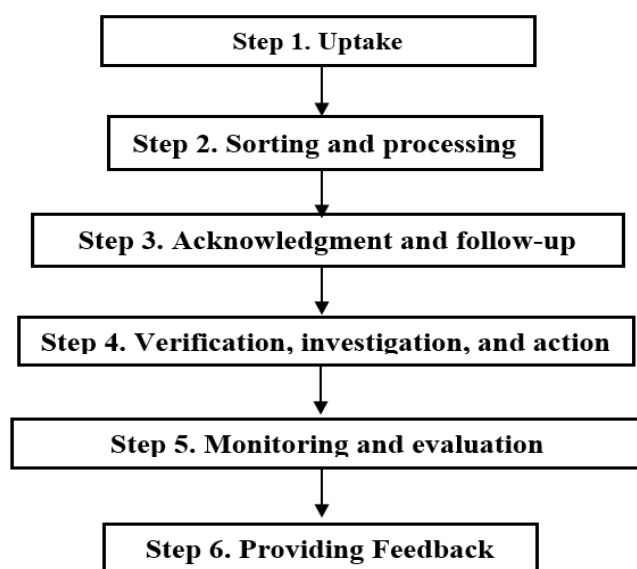 Step 1. Uptake
Step 2. Sorting and processing
Step 3. Acknowledgment and follow-up
Step 4. Verification, investigation, and action
Step 5. Monitoring and evaluation
Step 6. Providing Feedback